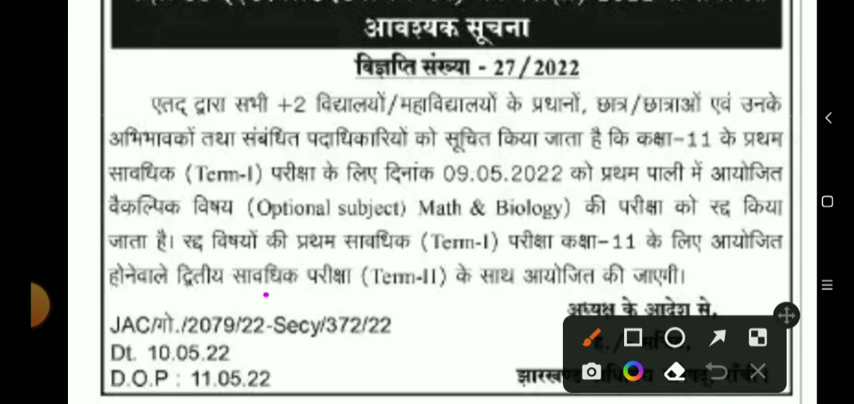 आवश्यक सूचना
विज्ञप्ति संख्या - 27/2022
एतद द्वारा सभी +2 विद्यालयों/महाविद्यालयों के प्रधानों, छात्र/छात्राओं एवं उनके
अभिभावकों तथा संबंधित पदाधिकारियों को सूचित किया जाता है कि कक्षा-11 के प्रथम
सावधिक (Term-I) परीक्षा के लिए दिनांक 09.05.2022 को प्रथम पाली में आयोजित
वैकल्पिक विषय (Optional subject) Math & Biology) की परीक्षा को रद्द किया
जाता है। रद्द विषयों की प्रथम सावधिक (Term-I) परीक्षा कक्षा-11 के लिए आयोजित
होनेवाले द्वितीय सावधिक परीक्षा (Term-II) के साथ आयोजित की जाएगी।
अध्यक्ष के आदेश से,
JAC/गो./2079/22-Secy/372/22
Dt. 10.05.22
D.O.P : 11.05.22